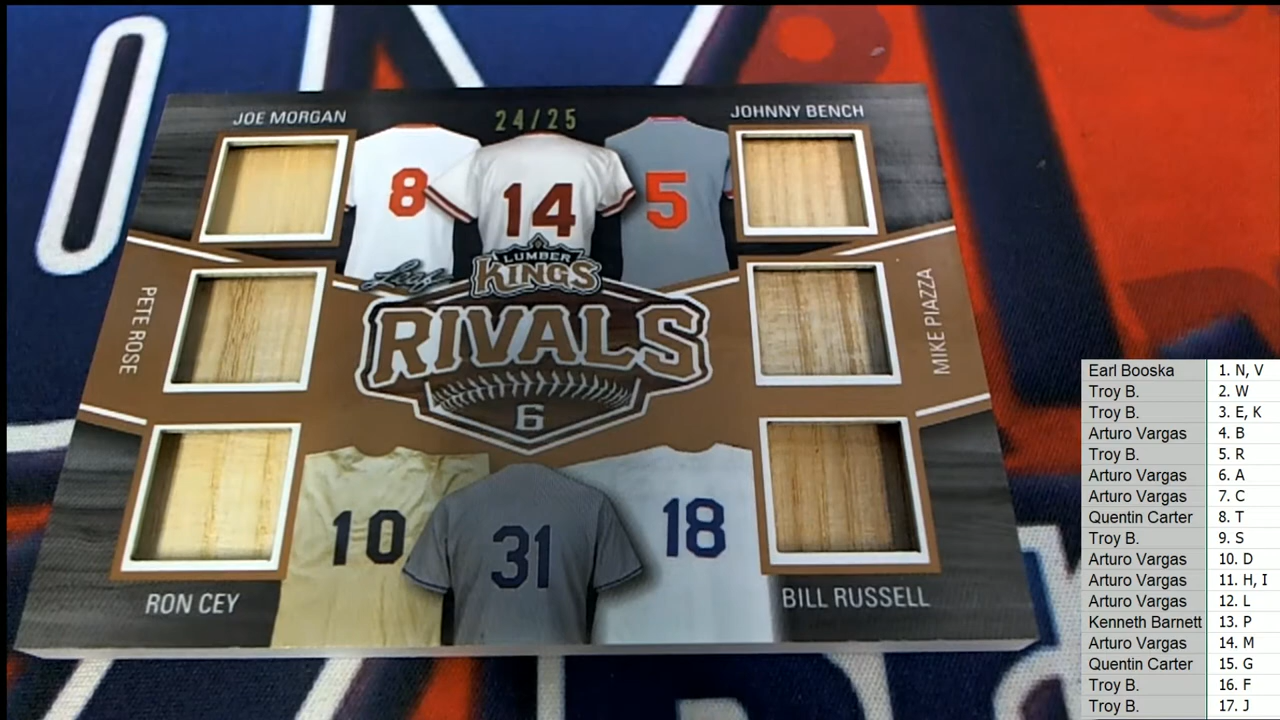 JOE MORGAN
24/25
JOHNNY BENCH
8
14
5
Leaf
LUMBER
KINGS
PETE ROSE
RIVALS
MIKE PIAZZA
6
10
31
18
RON CEY
BILL RUSSELL
Earl Booska 1. N, V
Troy B. 2. W
Troy B. 3. E, K
Arturo Vargas 4. B
Troy B. 5. R
Arturo Vargas 6. A
Arturo Vargas 7. C
Quentin Carter 8. T
Troy B. 9. S
Arturo Vargas 10. D
Arturo Vargas 11. H, I
Arturo Vargas 12. L
Kenneth Barnett 13. P
Arturo Vargas 14. M
Quentin Carter 15. G
Troy B. 16. F
Troy B. 17. J